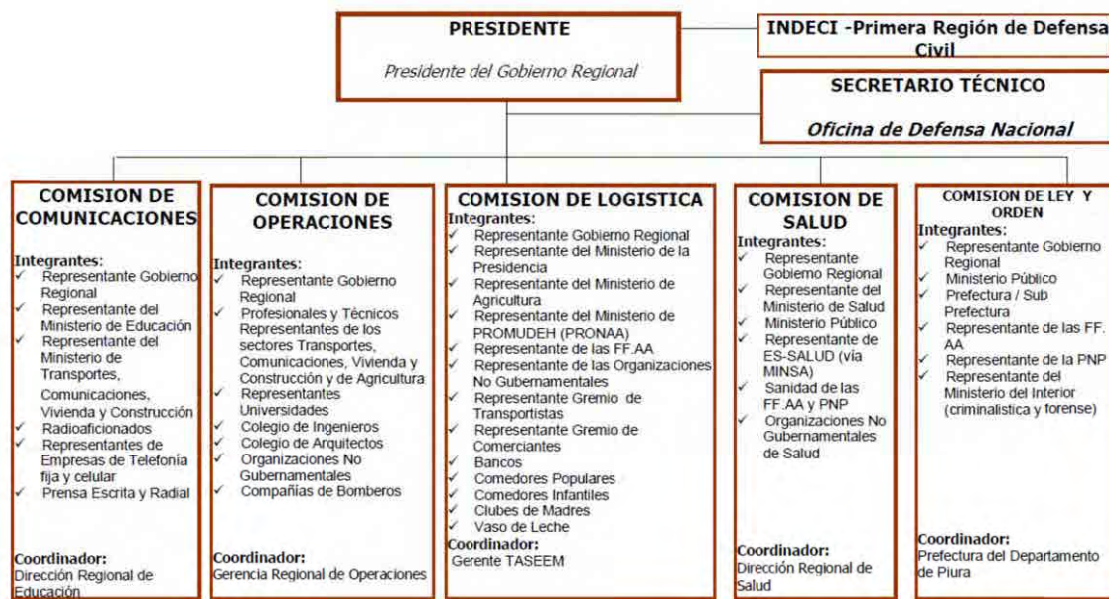 PRESIDENTE
Presidente del Gobierno Regional
INDECI -Primera Región de Defensa
Civil
SECRETARIO TÉCNICO
Oficina de Defensa Nacional
COMISION DE
COMUNICACIONES
Integrantes:
✓ Representante Gobierno
Regional
✓ Representante del
Ministerio de Educación
✓ Representante del
Ministerio de
Transportes,
Comunicaciones,
Vivienda y Construcción
✓ Radioaficionados
✓ Representantes de
Empresas de Telefonía
fija y celular
✓ Prensa Escrita y Radial
Coordinador:
Dirección Regional de
Educación
COMISION DE
OPERACIONES
Integrantes:
✓ Representante Gobierno
Regional
✓ Profesionales y Técnicos
Representantes de los
sectores Transportes,
Comunicaciones, Vivienda y
Construcción y de Agricultura
✓ Representantes
Universidades
✓ Colegio de Ingenieros
✓ Colegio de Arquitectos
✓ Organizaciones No
Gubernamentales
✓ Compañías de Bomberos
Coordinador:
Gerencia Regional de Operaciones
COMISION DE LOGISTICA
Integrantes:
✓ Representante Gobierno Regional
✓ Representante del Ministerio de la
Presidencia
✓ Representante del Ministerio de
Agricultura
✓ Representante del Ministerio de
PROMUDEH (PRONAA)
✓ Representante de las FF.AA
✓ Representante de las Organizaciones
No Gubernamentales
✓ Representante Gremio de
Transportistas
✓ Representante Gremio de
Comerciantes
✓ Bancos
✓ Comedores Populares
✓ Comedores Infantiles
✓ Clubes de Madres
✓ Vaso de Leche
Coordinador:
Gerente TASEEM
COMISION DE
SALUD
Integrantes:
✓ Representante
Gobierno Regional
✓ Representante del
Ministerio de Salud
✓ Ministerio Público
✓ Representante de
ES-SALUD (vía
MINSA)
✓ Sanidad de las
FF.AA y PNP
✓ Organizaciones No
Gubernamentales
de Salud
Coordinador:
Dirección Regional de
Salud
COMISION DE LEY Y
ORDEN
Integrantes:
✓ Representante Gobierno
Regional
✓ Ministerio Público
✓ Prefectura / Sub
Prefectura
✓ Representante de las FF.
AA
✓ Representante de la PNP
✓ Representante del
Ministerio del Interior
(criminalistica y forense)
Coordinador:
Prefectura del Departamento
de Piura